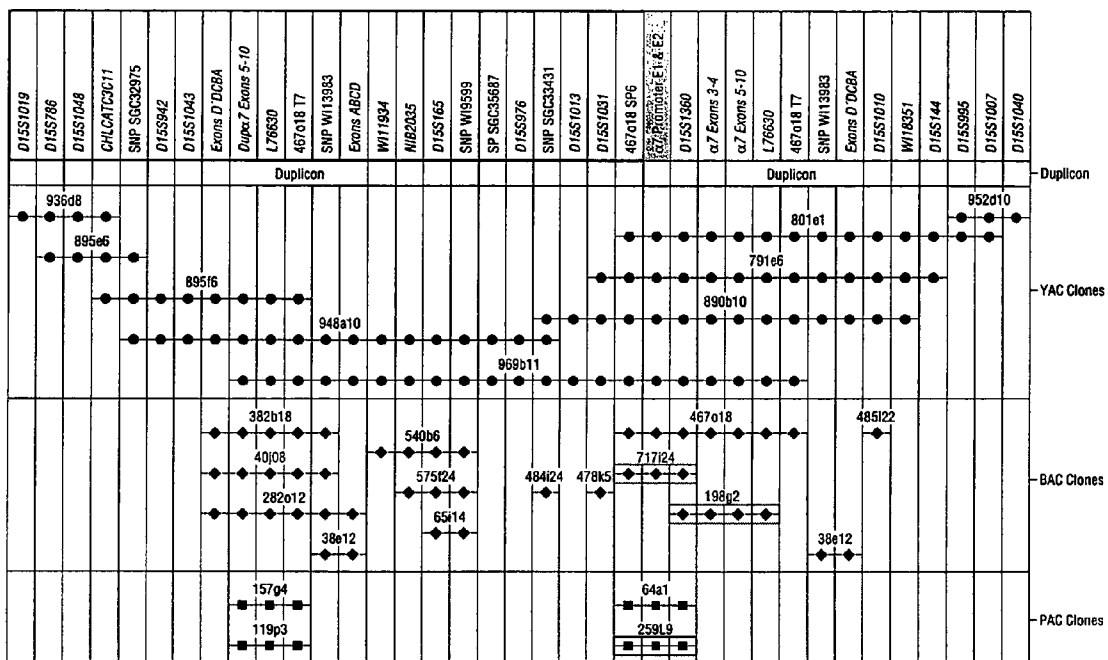 D15S1019
D15S786
D15S1048
CHLCATC3C11
SNP SGC32975
D15S942
D15S1043
Exons D'DCBA
Dupα7 Exons 5-10
L76630
467o18 T7
SNP WI13983
Exons ABCD
WI11934
NIB2035
D15S165
SNP WI9599
SP SGC35687
D15S976
SNP SGC33431
D15S1013
D15S1031
467o18 SP6
α7 Promoter E1 & E2
D15S1360
α7 Exons 3-4
α7 Exons 5-10
L76630
467o18 T7
SNP WI13983
Exons D'DCBA
D15S1010
WI18351
D15S144
D15S995
D15S1007
D15S1040
Duplicon
Duplicon
Duplicon
936d8
952d10
801e1
895e6
791e6
895f6
YAC Clones
890b10
948a10
969b11
382b18
467o18
485l22
540b6
40j08
717i24
575f24
484i24
478k5
BAC Clones
282o12
198g2
65i14
38e12
38e12
157g4
64a1
PAC Clones
119p3
259L9